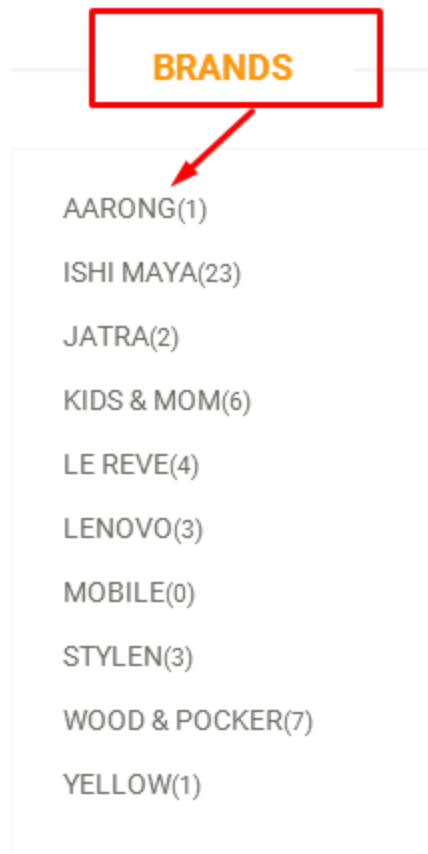 BRANDS
AARONG(1)
ISHI MAYA(23)
JATRA(2)
KIDS & MOM(6)
LE REVE(4)
LENOVO(3)
MOBILE(0)
STYLEN(3)
WOOD & POCKER(7)
YELLOW(1)